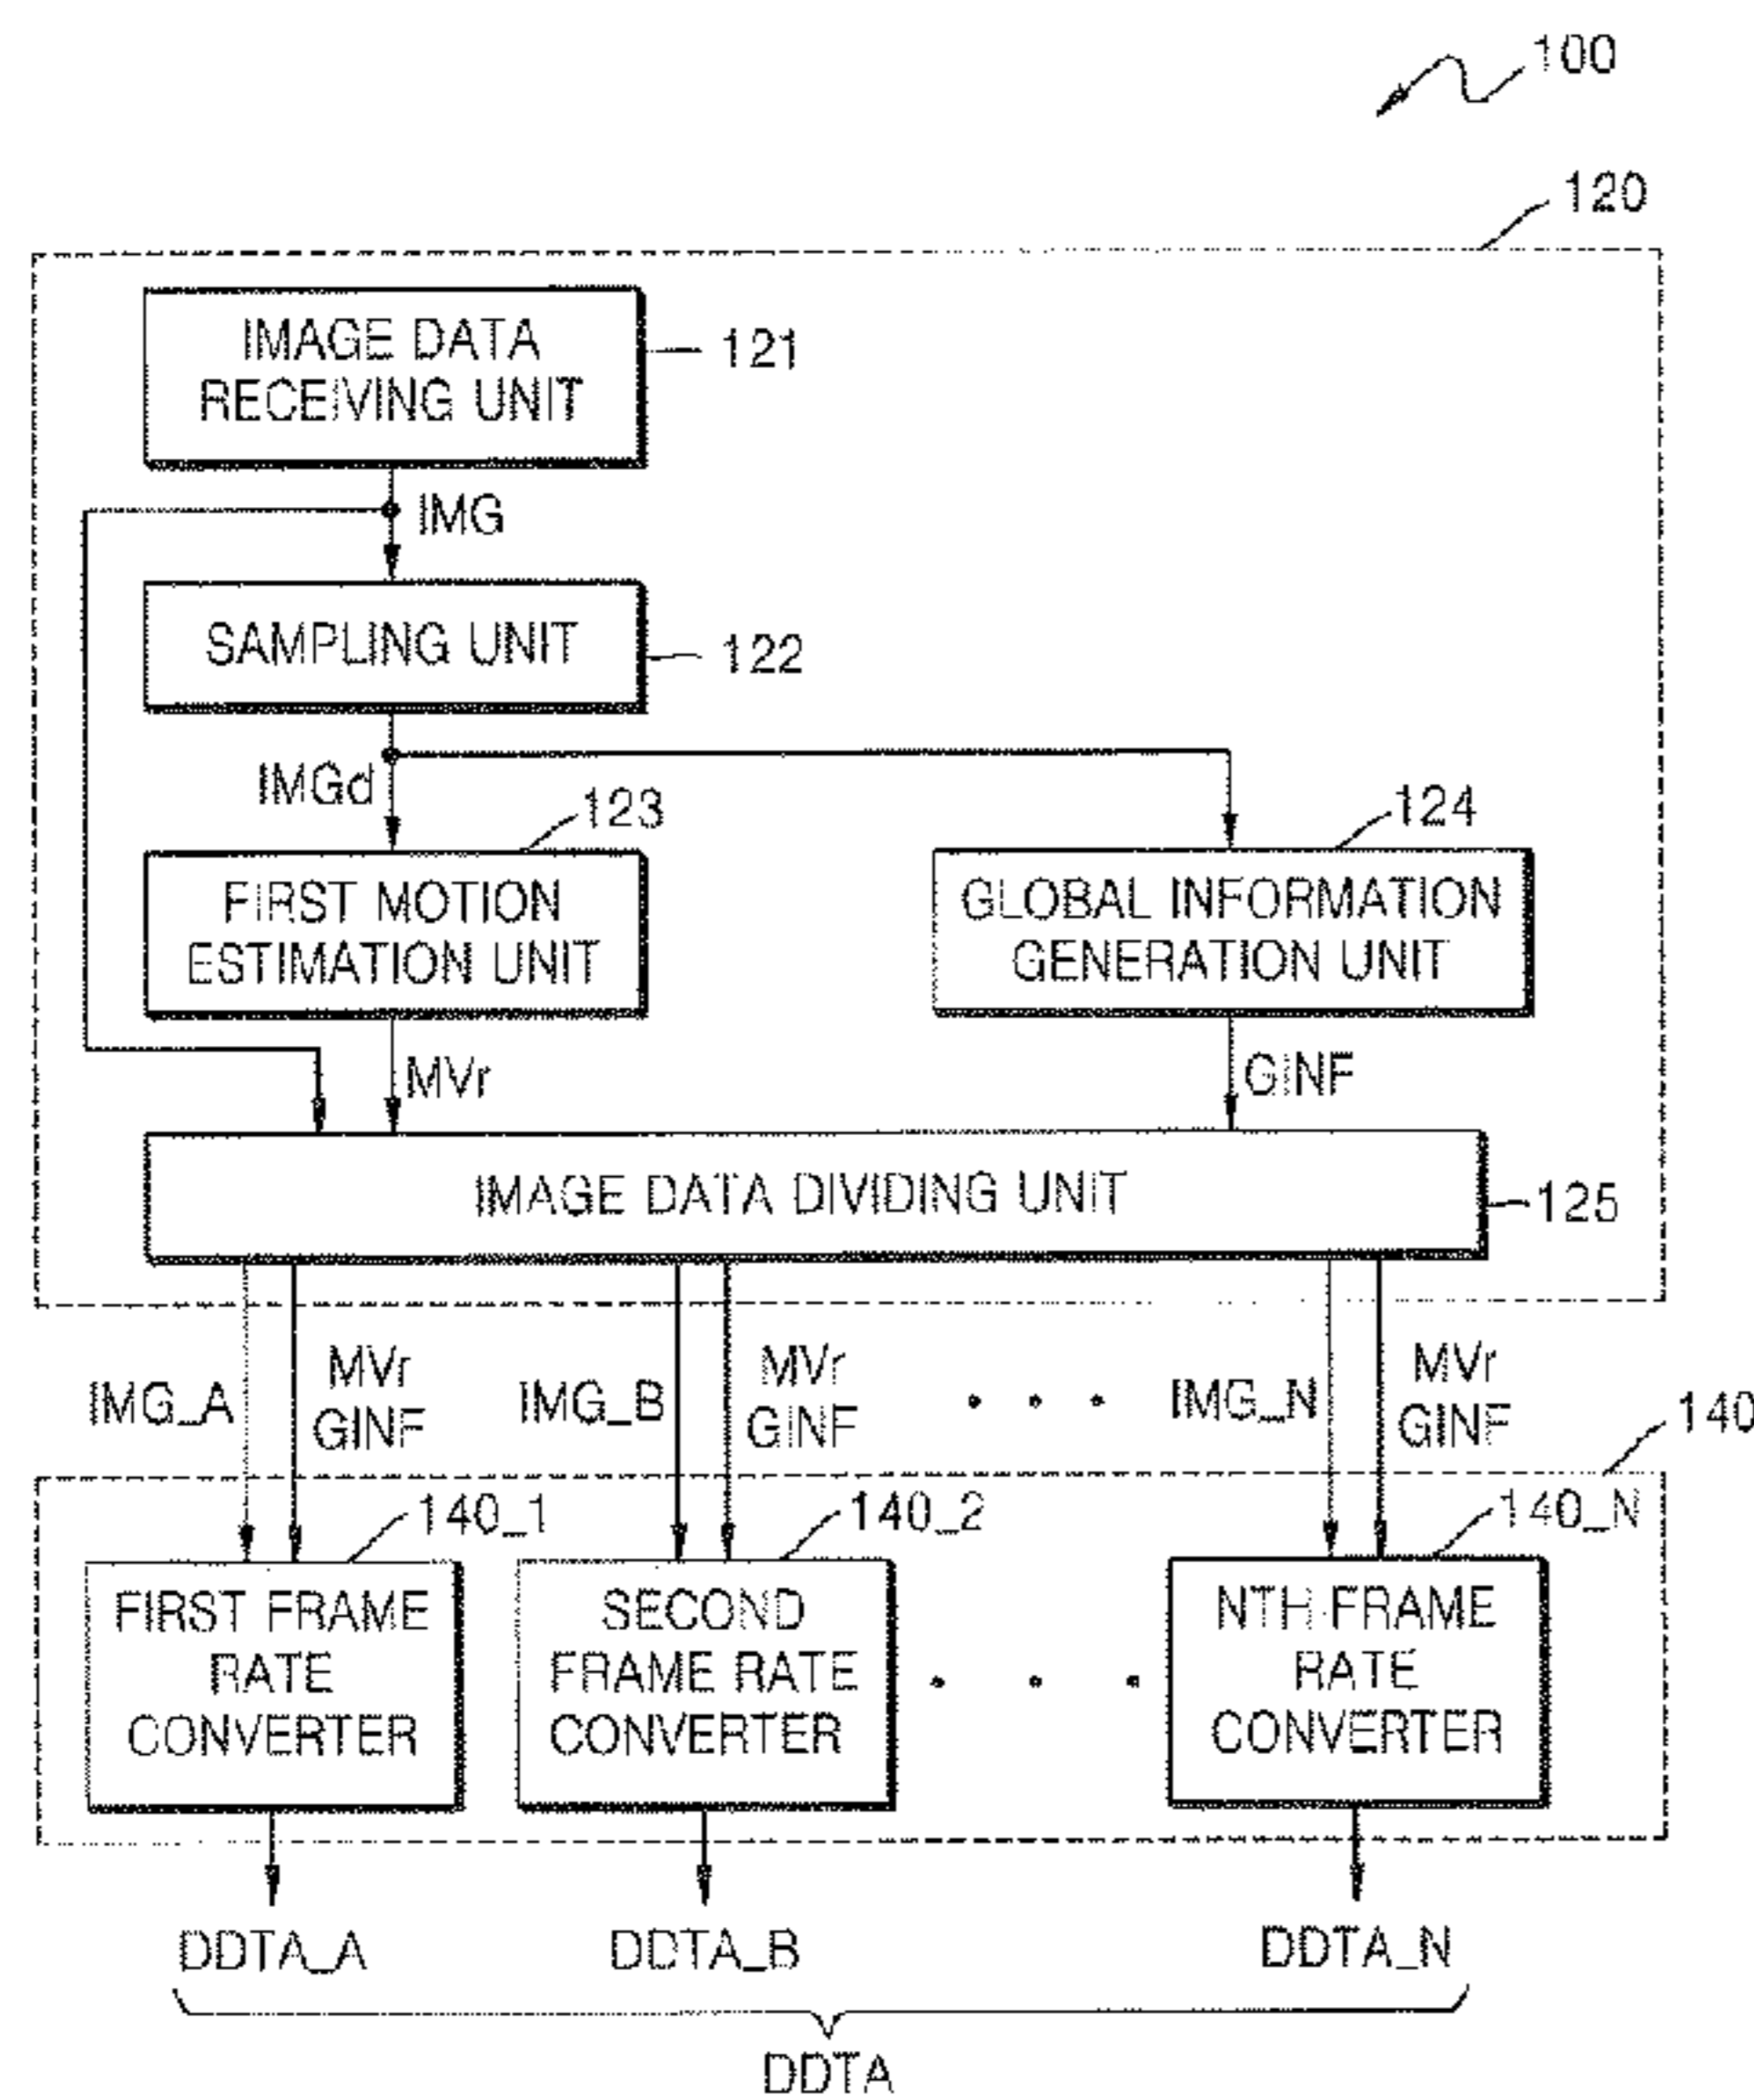 100
120
IMAGE DATA
RECEIVING UNIT
121
IMG
SAMPLING UNIT
122
IMGd
123
124
FIRST MOTION
ESTIMATION UNIT
GLOBAL INFORMATION
GENERATION UNIT
MVr
GINF
IMAGE DATA DIVIDING UNIT
125
IMG_A
MVr
GINF
IMG_B
MVr
GINF
• • •
IMG_N
MVr
GINF
140
140_1
140_2
140_N
FIRST FRAME
RATE
CONVERTER
SECOND
FRAME RATE
CONVERTER
• • •
NTH FRAME
RATE
CONVERTER
DDTA_A
DDTA_B
DDTA_N
DDTA